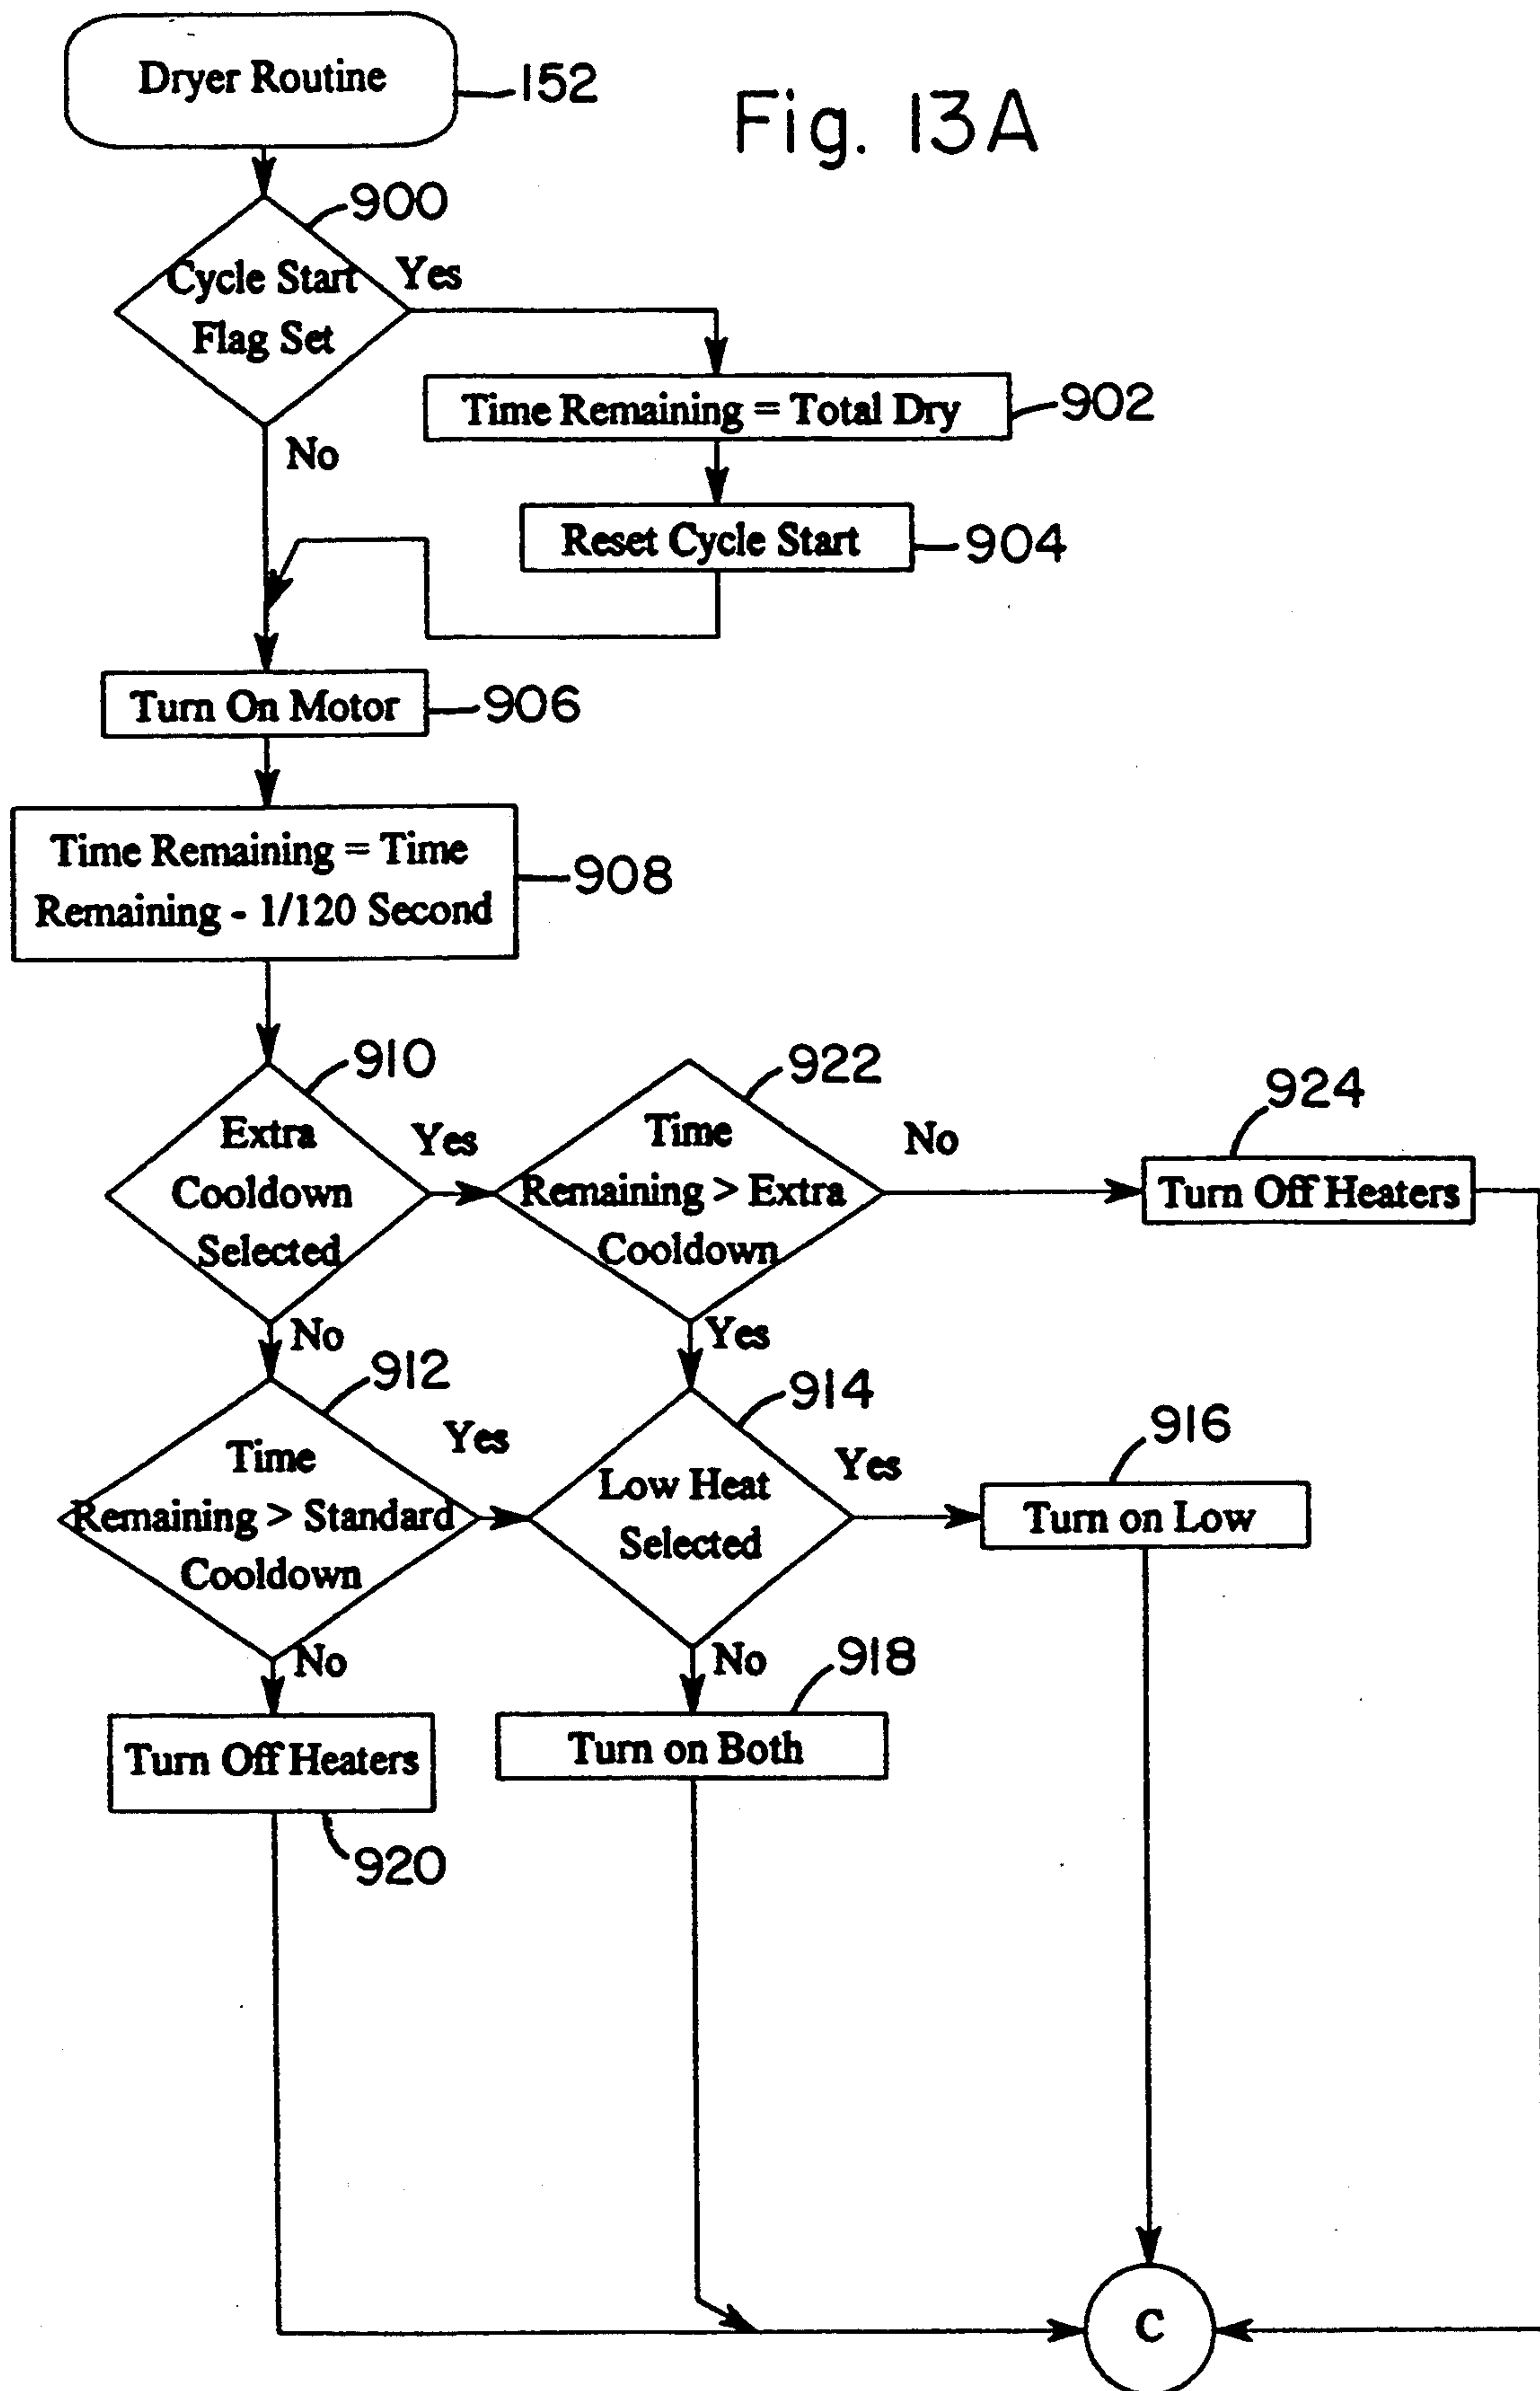 Dryer Routine
152
Fig. 13A
900
Cycle Start
Flag Set
Yes
No
Time Remaining = Total Dry
902
Reset Cycle Start
904
Turn On Motor
906
Time Remaining = Time
Remaining - 1/120 Second
908
910
Extra
Cooldown
Selected
Yes
No
922
Time
Remaining > Extra
Cooldown
No
Yes
924
Turn Off Heaters
912
Time
Remaining > Standard
Cooldown
Yes
No
914
Low Heat
Selected
Yes
No
916
Turn on Low
918
Turn on Both
Turn Off Heaters
920
C